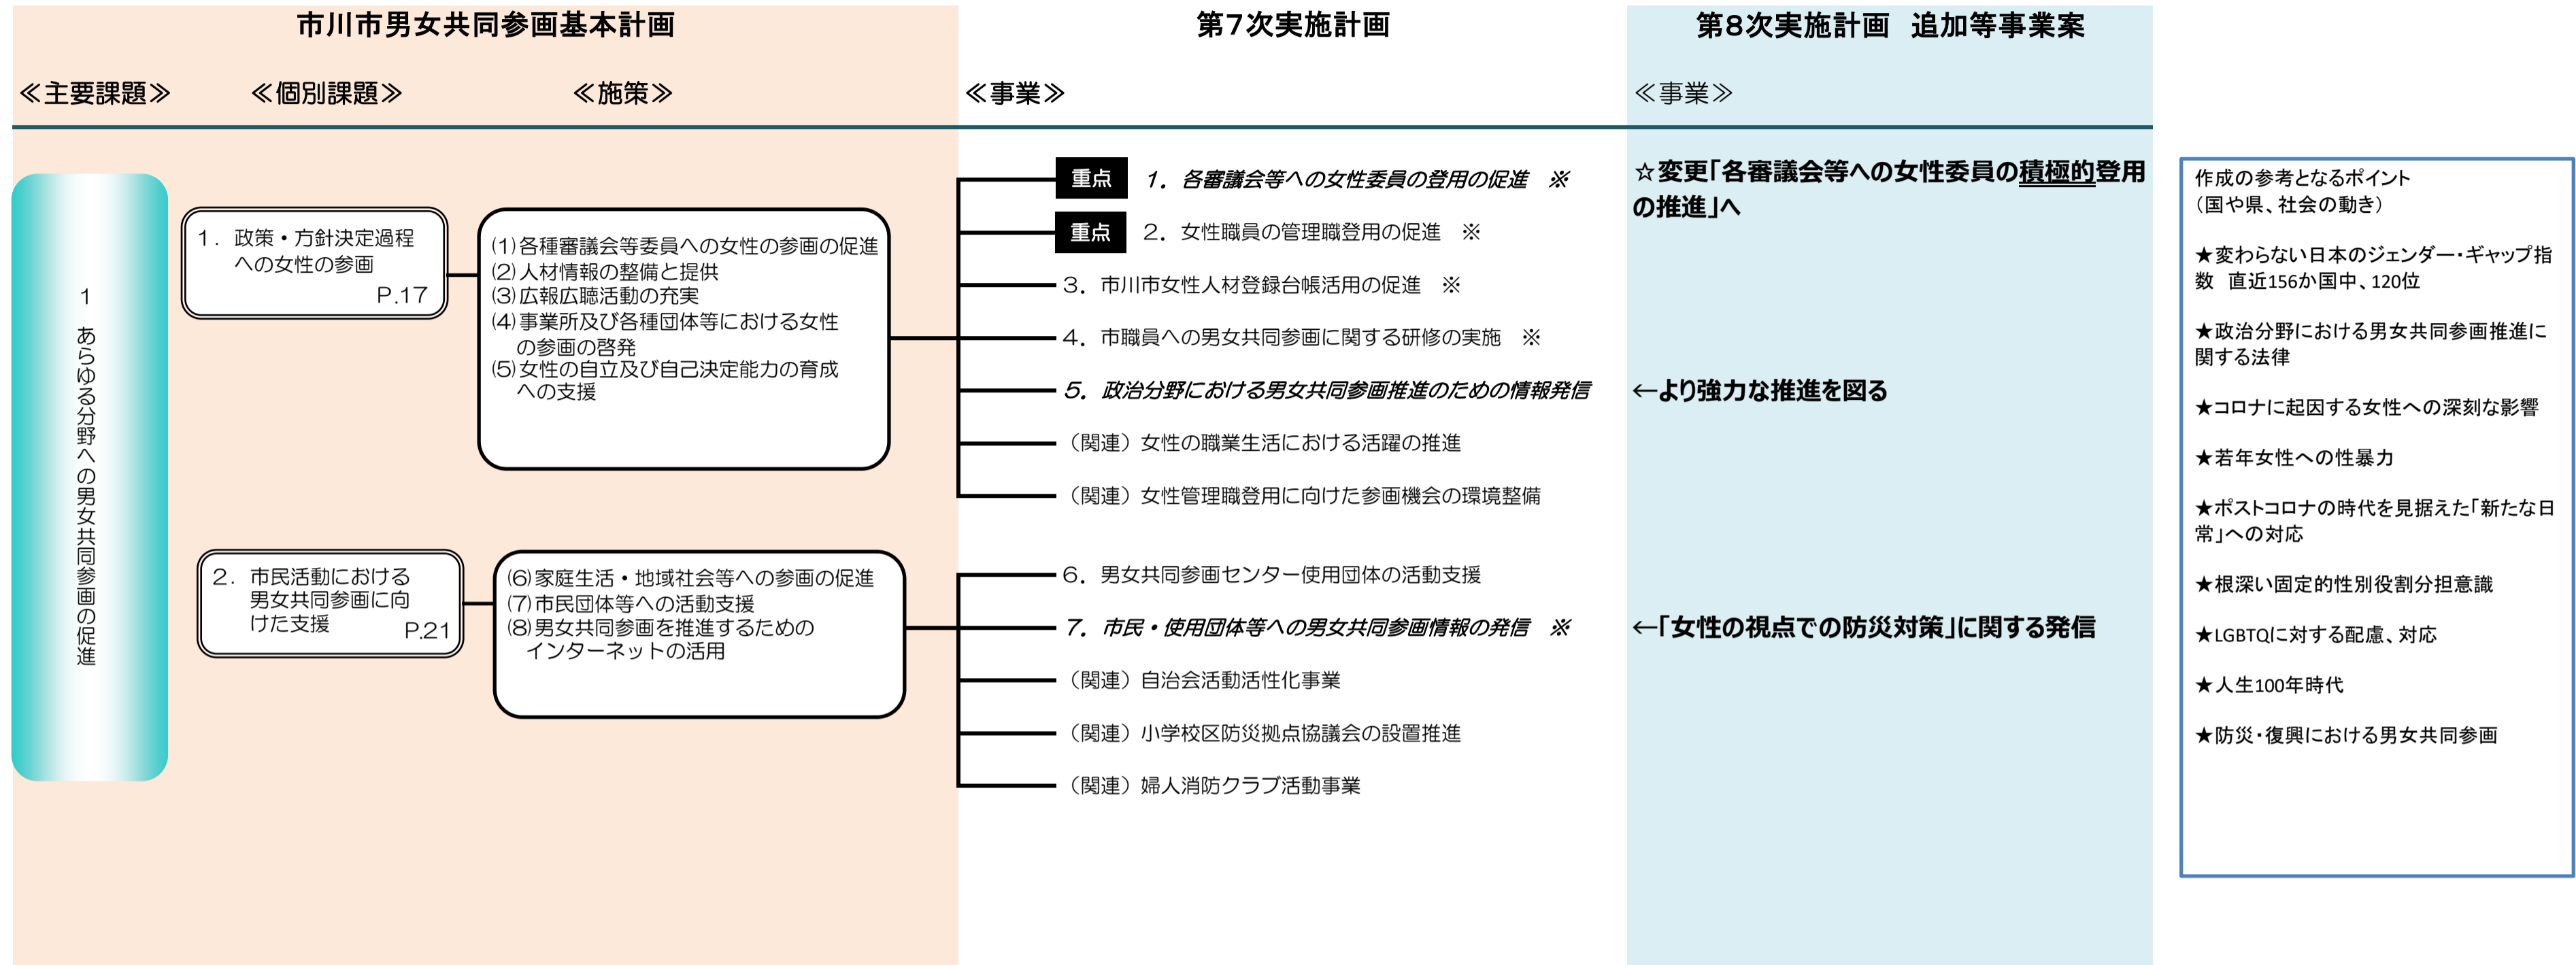 市川市男女共同参画基本計画
第7次実施計画
第8次実施計画　追加等事業案
≪主要課題≫
≪個別課題≫
≪施策≫
≪事業≫
≪事業≫
１　あらゆる分野への男女共同参画の促進
１．政策・方針決定過程
への女性の参画
P.17
(1)各種審議会等委員への女性の参画の促進
(2)人材情報の整備と提供
(3)広報広聴活動の充実
(4)事業所及び各種団体等における女性
の参画の啓発
(5)女性の自立及び自己決定能力の育成
への支援
重点　１．各審議会等への女性委員の登用の促進　※
重点　２．女性職員の管理職登用の促進　※
３．市川市女性人材登録台帳活用の促進　※
４．市職員への男女共同参画に関する研修の実施　※
５．政治分野における男女共同参画推進のための情報発信
（関連）女性の職業生活における活躍の推進
（関連）女性管理職登用に向けた参画機会の環境整備
☆変更「各審議会等への女性委員の積極的登用
の推進」へ
←より強力な推進を図る
２．市民活動における
男女共同参画に向
けた支援
P.21
(6)家庭生活・地域社会等への参画の促進
(7)市民団体等への活動支援
(8)男女共同参画を推進するための
インターネットの活用
６．男女共同参画センター使用団体の活動支援
７．市民・使用団体等への男女共同参画情報の発信　※
（関連）自治会活動活性化事業
（関連）小学校区防災拠点協議会の設置推進
（関連）婦人消防クラブ活動事業
←「女性の視点での防災対策」に関する発信
作成の参考となるポイント
（国や県、社会の動き）
★変わらない日本のジェンダー・ギャップ指
数　直近156か国中、120位
★政治分野における男女共同参画推進に
関する法律
★コロナに起因する女性への深刻な影響
★若年女性への性暴力
★ポストコロナの時代を見据えた「新たな日
常」への対応
★根深い固定的性別役割分担意識
★LGBTQに対する配慮、対応
★人生100年時代
★防災・復興における男女共同参画